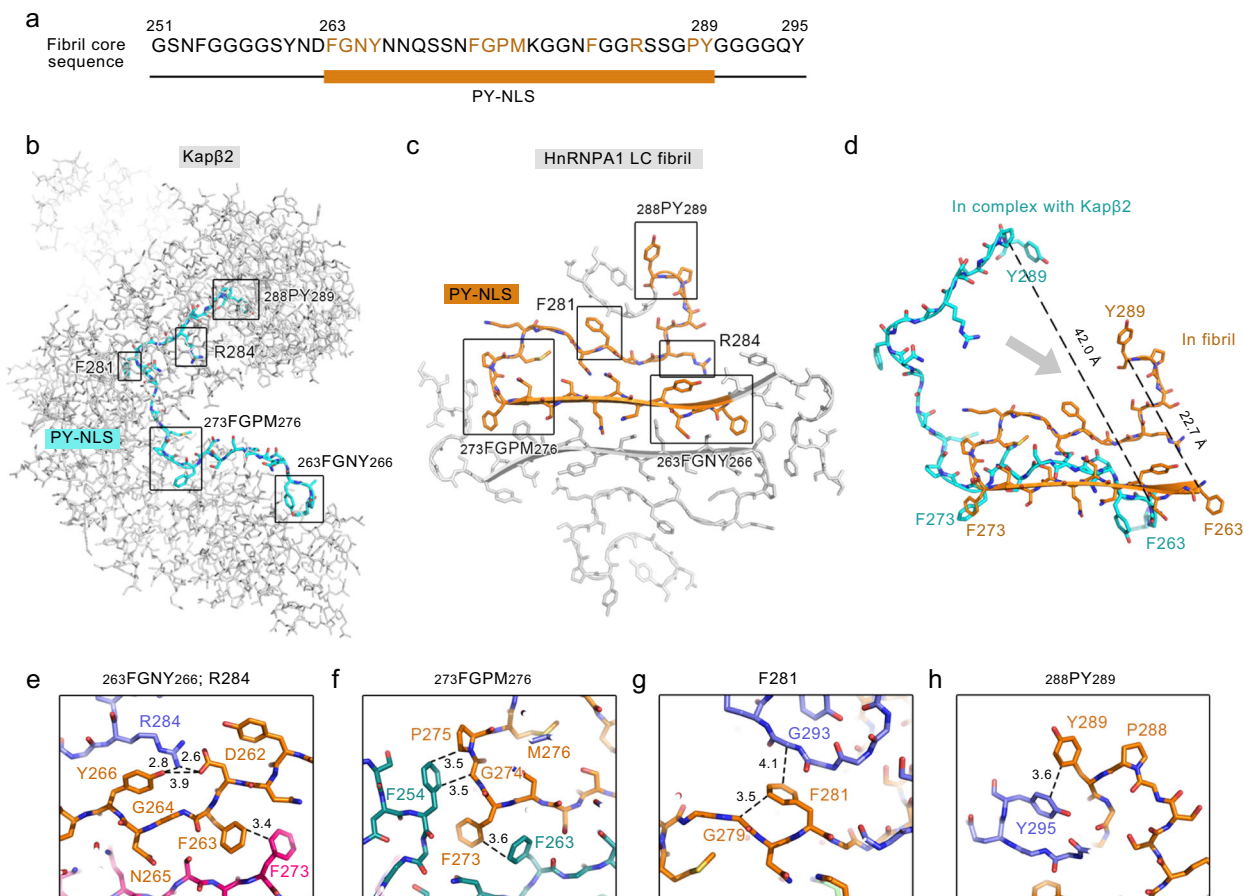 a
251 263 289 295
Fibril core sequence
GSNFGGGGSYNDFGNYNNQSSNFGPMKGGNFGGRSSGPYGGGGQY
PY-NLS
b
Kapβ2
288PY289
R284
F281
PY-NLS
273FGPM276
263FGNY266
c
HnRNPA1 LC fibril
288PY289
PY-NLS
F281
R284
273FGPM276
263FGNY266
d
In complex with Kapβ2
Y289
Y289
In fibril
42.0 Å
22.7 Å
F273
F273
F263
F263
e
263FGNY266; R284
R284
D262
2.8
2.6
3.9
Y266
G264
3.4
F263
N265
F273
f
273FGPM276
P275
M276
3.5
G274
F254
3.5
3.6
F273
F263
g
F281
G293
4.1
3.5
F281
G279
h
288PY289
Y289
P288
3.6
Y295